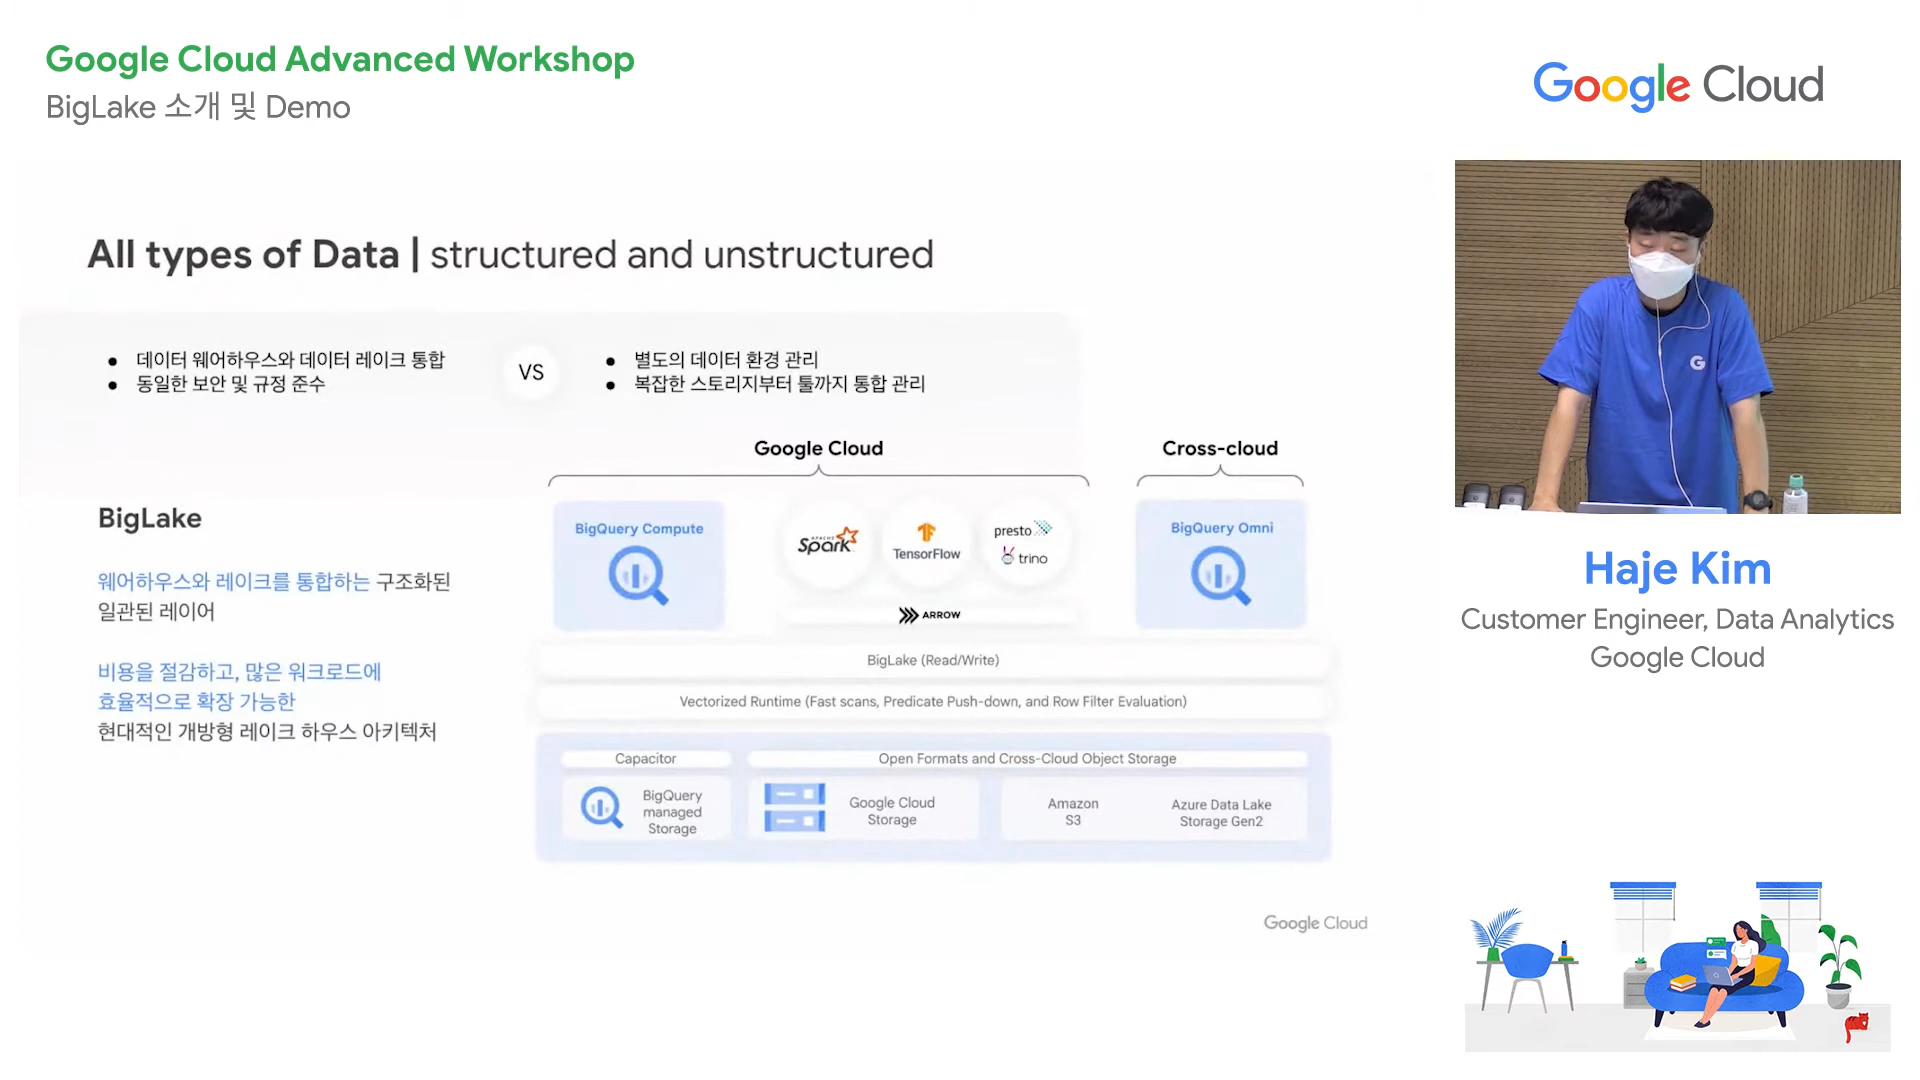 Google Cloud Advanced Workshop
BigLake 소개 및 Demo
Google Cloud
All types of Data | structured and unstructured
● 데이터 웨어하우스와 데이터 레이크 통합
● 동일한 보안 및 규정 준수
VS
● 별도의 데이터 환경 관리
● 복잡한 스토리지부터 툴까지 통합 관리
Google Cloud
Cross-cloud
BigLake
웨어하우스와 레이크를 통합하는 구조화된
일관된 레이어
비용을 절감하고, 많은 워크로드에
효율적으로 확장 가능한
현대적인 개방형 레이크 하우스 아키텍처
BigQuery Compute
APACHE
Spark
TensorFlow
presto
trino
ARROW
BigQuery Omni
BigLake (Read/Write)
Vectorized Runtime (Fast scans, Predicate Push-down, and Row Filter Evaluation)
Capacitor
Open Formats and Cross-Cloud Object Storage
BigQuery
managed
Storage
Google Cloud
Storage
Amazon
S3
Azure Data Lake
Storage Gen2
Google Cloud
G
Haje Kim
Customer Engineer, Data Analytics
Google Cloud